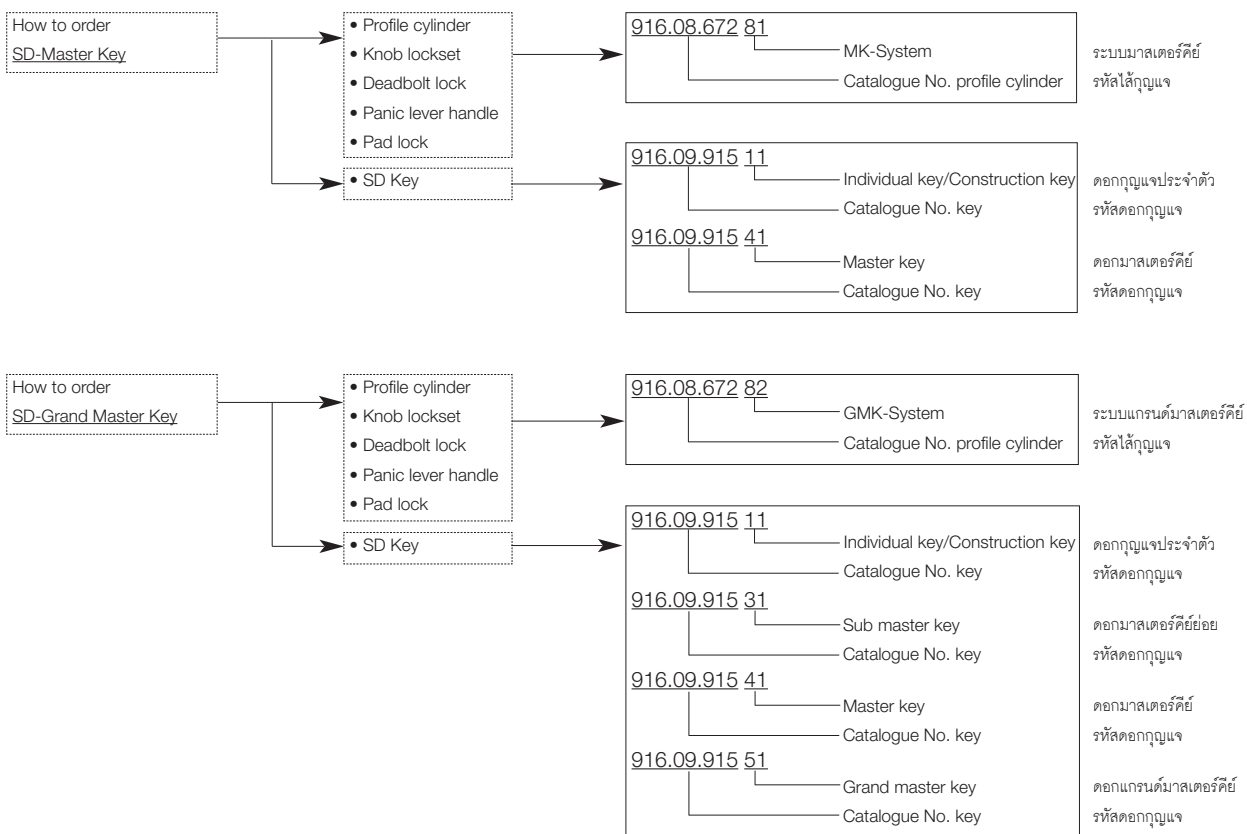 How to order
SD-Master Key
• Profile cylinder
• Knob lockset
• Deadbolt lock
• Panic lever handle
• Pad lock
• SD Key
916.08.672 81
MK-System ระบบมาสเตอร์คีย์
Catalogue No. profile cylinder รหัสไส้กุญแจ
916.09.915 11
Individual key/Construction key ดอกกุญแจประจำตัว
Catalogue No. key รหัสดอกกุญแจ
916.09.915 41
Master key ดอกมาสเตอร์คีย์
Catalogue No. key รหัสดอกกุญแจ
How to order
SD-Grand Master Key
• Profile cylinder
• Knob lockset
• Deadbolt lock
• Panic lever handle
• Pad lock
• SD Key
916.08.672 82
GMK-System ระบบแกรนด์มาสเตอร์คีย์
Catalogue No. profile cylinder รหัสไส้กุญแจ
916.09.915 11
Individual key/Construction key ดอกกุญแจประจำตัว
Catalogue No. key รหัสดอกกุญแจ
916.09.915 31
Sub master key ดอกมาสเตอร์คีย์ย่อย
Catalogue No. key รหัสดอกกุญแจ
916.09.915 41
Master key ดอกมาสเตอร์คีย์
Catalogue No. key รหัสดอกกุญแจ
916.09.915 51
Grand master key ดอกแกรนด์มาสเตอร์คีย์
Catalogue No. key รหัสดอกกุญแจ